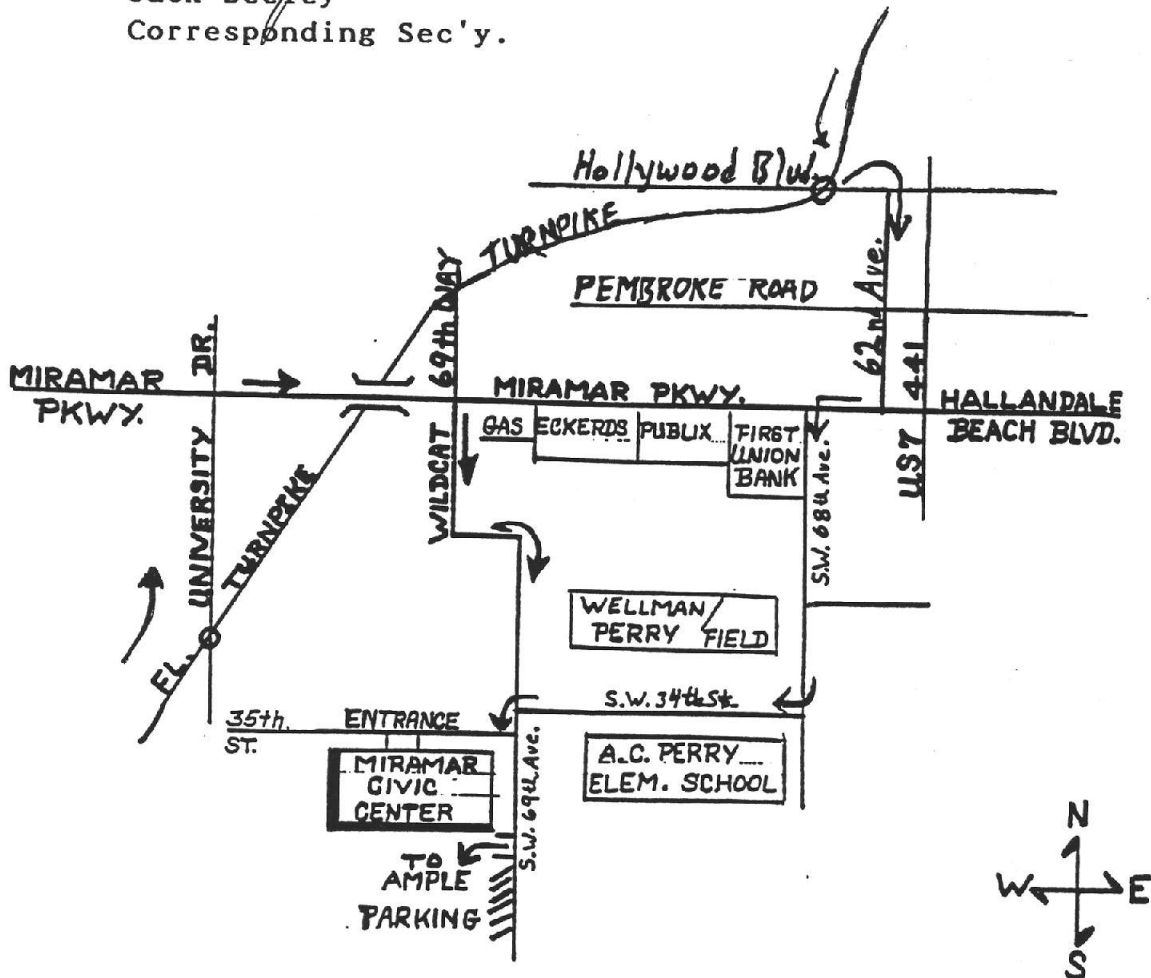 Corresponding Sec'y.
Hollywood Blvd.
TURNPIKE
PEMBROKE ROAD
62nd Ave.
UST 441
69th WAY
WILDCAT
MIRAMAR
PKWY.
UNIVERSITY DR.
MIRAMAR PKWY.
HALLANDALE
BEACH BLVD.
GAS
ECKERDS
PUBLIX
FIRST
UNION
BANK
S.W. 68th Ave.
FL. TURNPIKE
WELLMAN/
PERRY FIELD
S.W. 34th St.
35th.
ST.
ENTRANCE
MIRAMAR
CIVIC
CENTER
S.W. 69th Ave.
A.C. PERRY
ELEM. SCHOOL
TO
AMPLE
PARKING
N
W E
S